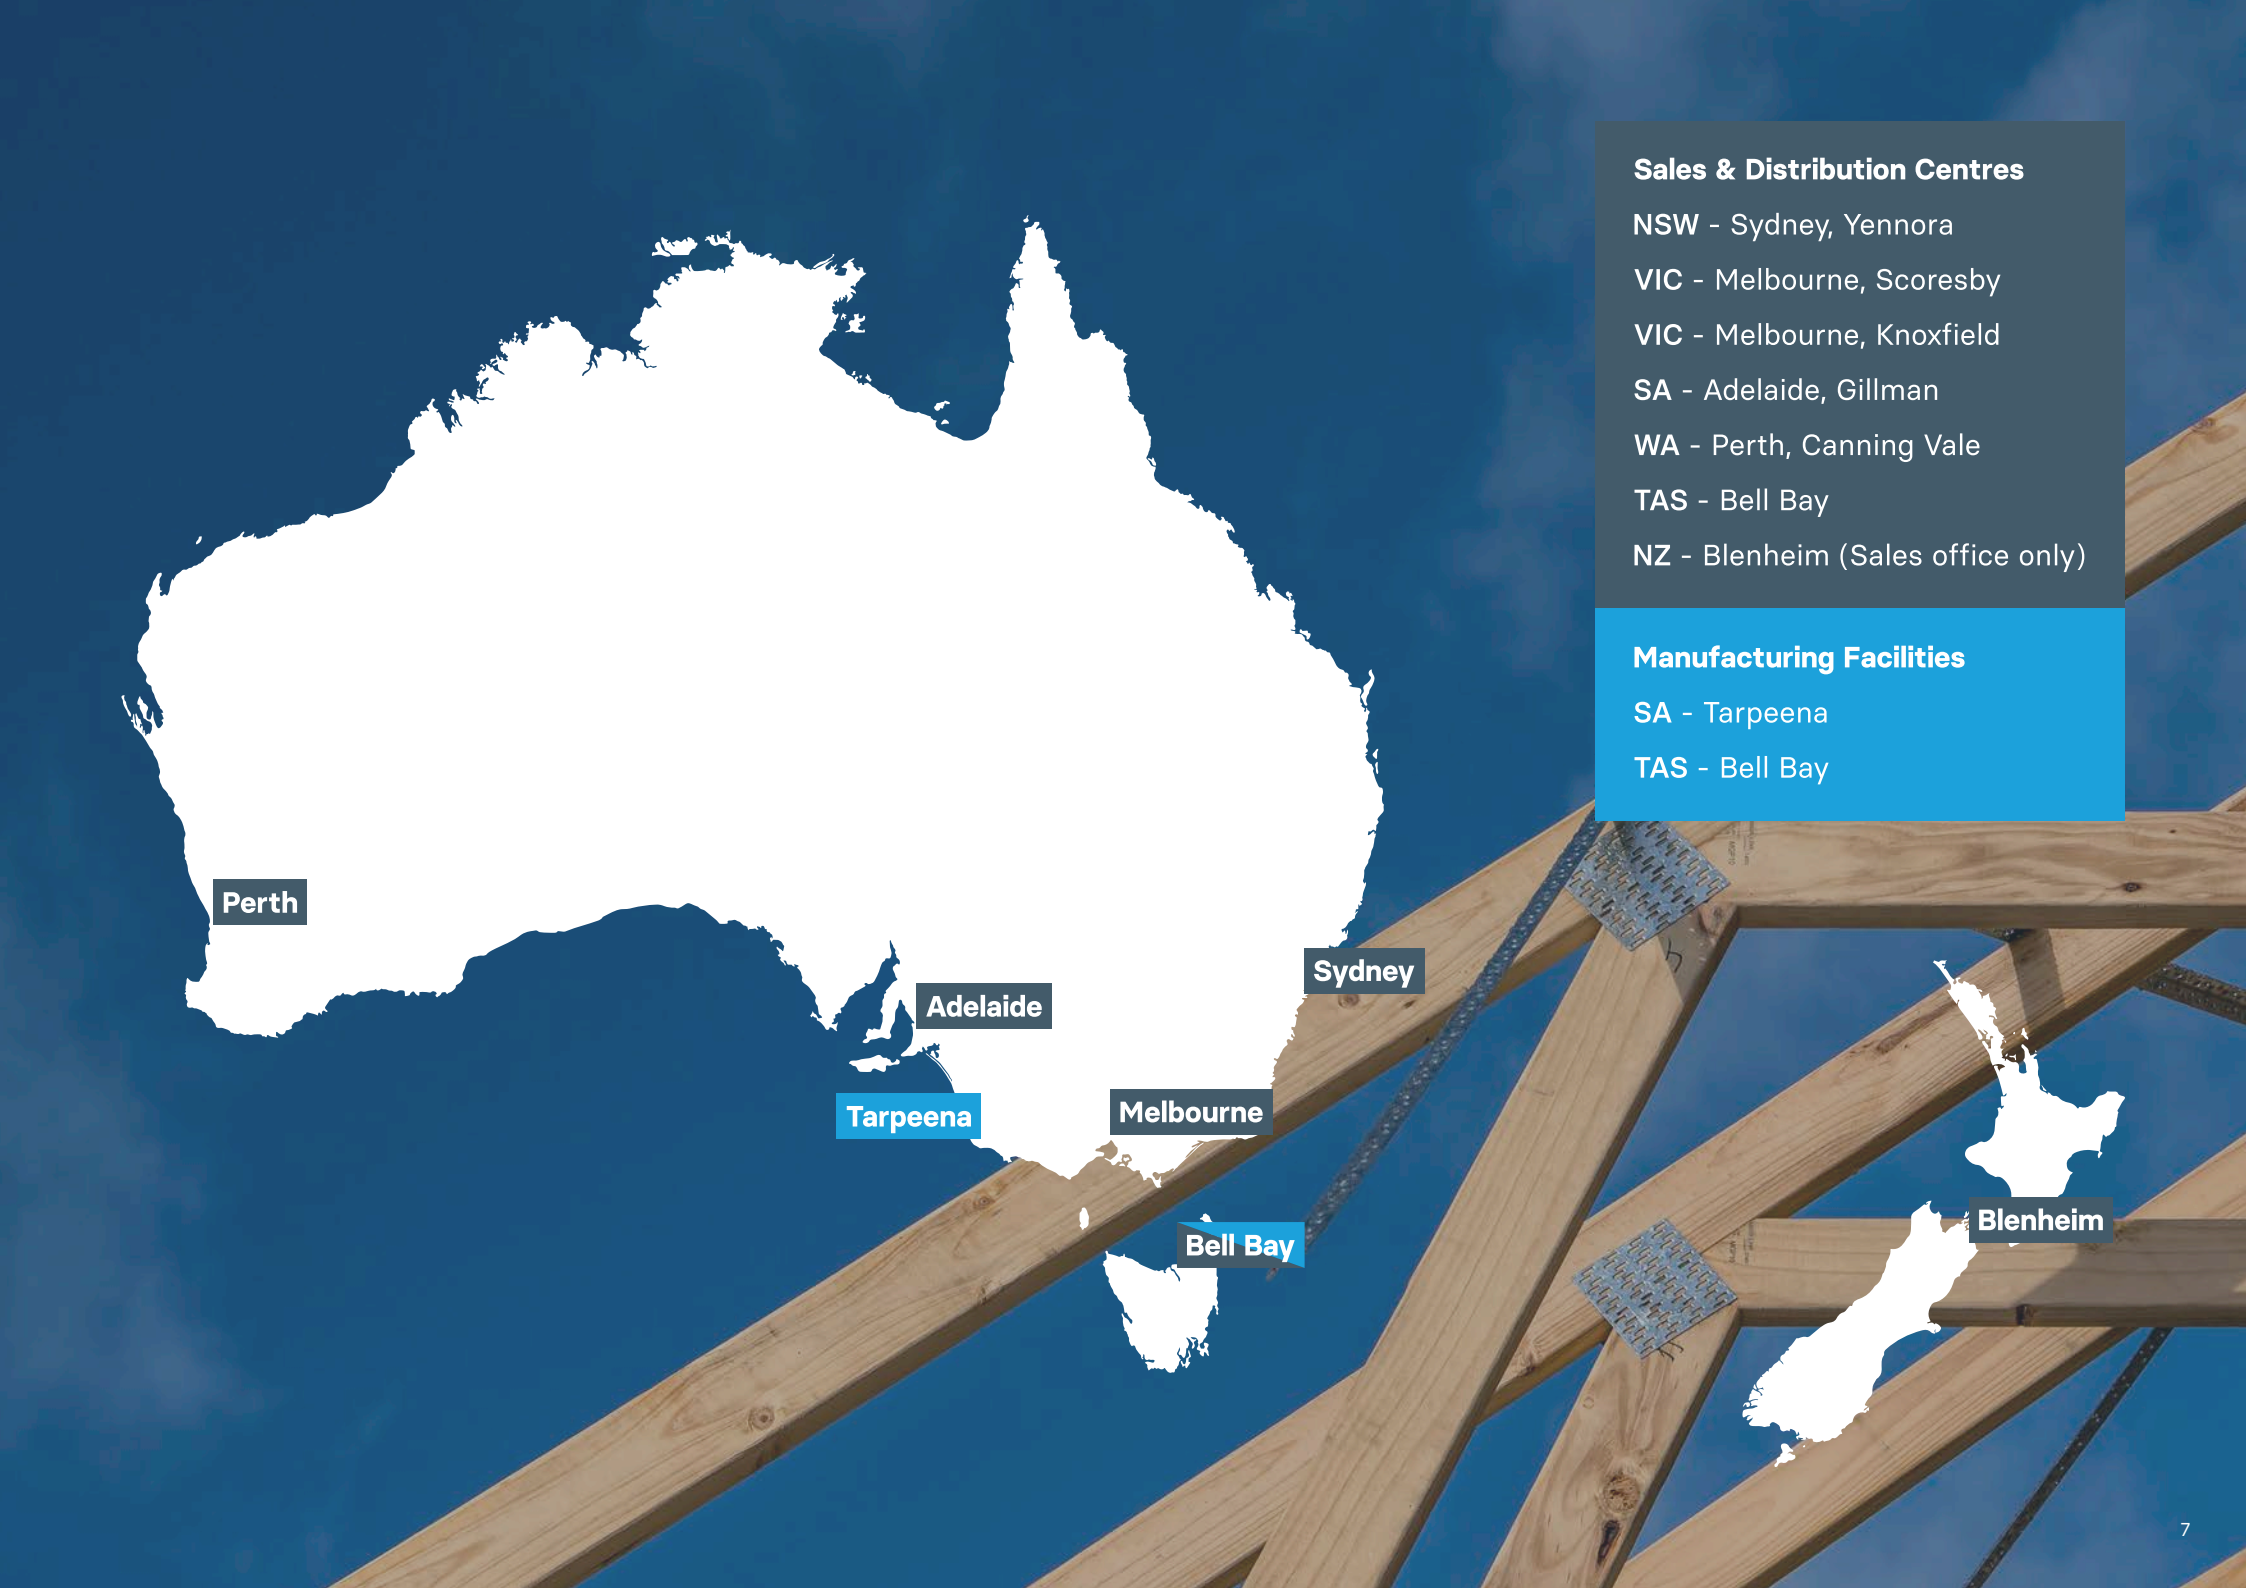 Sales & Distribution Centres
NSW - Sydney, Yennora
VIC - Melbourne, Scoresby
VIC - Melbourne, Knoxfield
SA - Adelaide, Gillman
WA - Perth, Canning Vale
TAS - Bell Bay
NZ - Blenheim (Sales office only)
Manufacturing Facilities
SA - Tarpeena
TAS - Bell Bay
Perth
Sydney
Adelaide
Tarpeena
Melbourne
Bell Bay
Blenheim
7